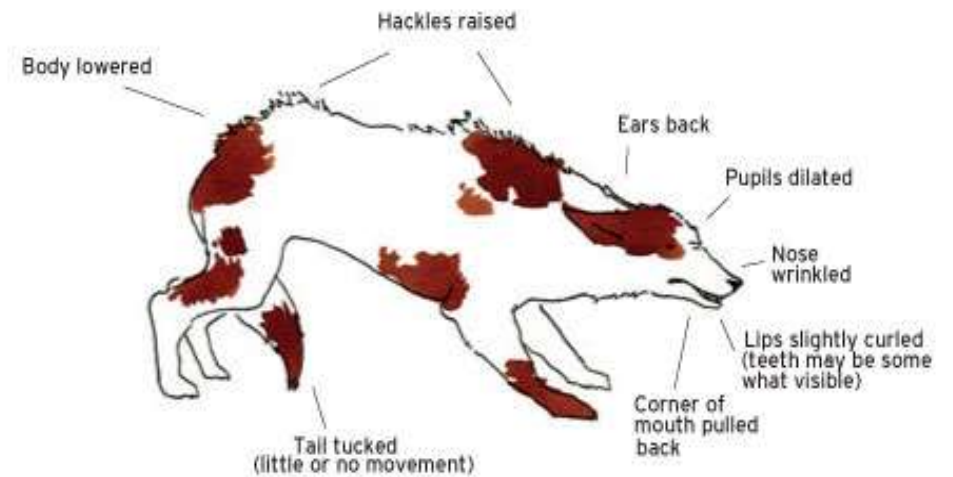 Hackles raised
Body lowered
Ears back
Pupils dilated
Nose
wrinkled
Lips slightly curled
(teeth may be some
what visible)
Corner of
mouth pulled
back
Tail tucked
(little or no movement)